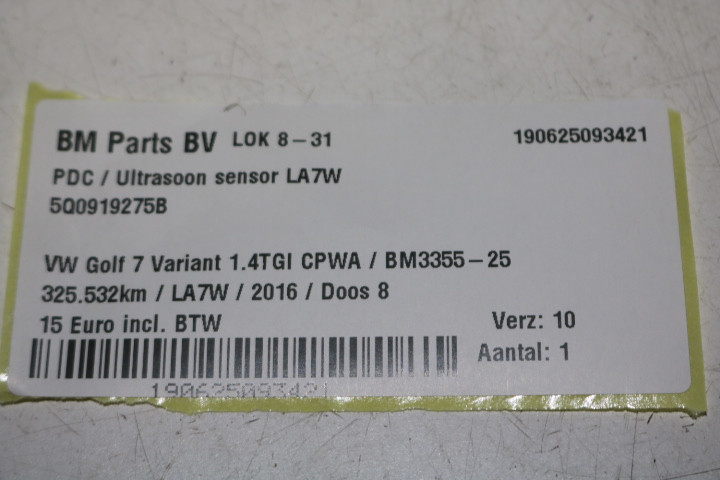 BM Parts BV LOK 8-31 190625093421
PDC / Ultrasoon sensor LA7W
5Q0919275B
VW Golf 7 Variant 1.4TGI CPWA / BM3355-25
325.532km / LA7W / 2016 / Doos 8
15 Euro incl. BTW Verz: 10
Aantal: 1
190625093421